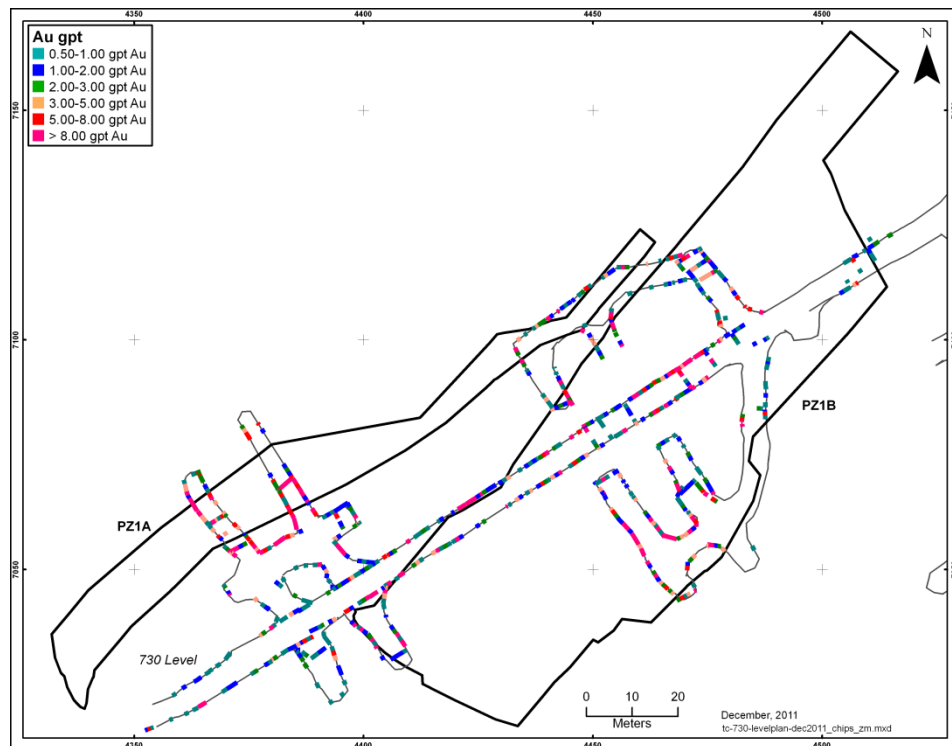 4350 4400 4450 4500
Au gpt
0.50-1.00 gpt Au
1.00-2.00 gpt Au
2.00-3.00 gpt Au
3.00-5.00 gpt Au
5.00-8.00 gpt Au
> 8.00 gpt Au
N
7150
7100
PZ1B
PZ1A
7050
730 Level
0 10 20
Meters
December, 2011
tc-730-levelplan-dec2011_chips_zm.mxd
4350 4400 4450 4500